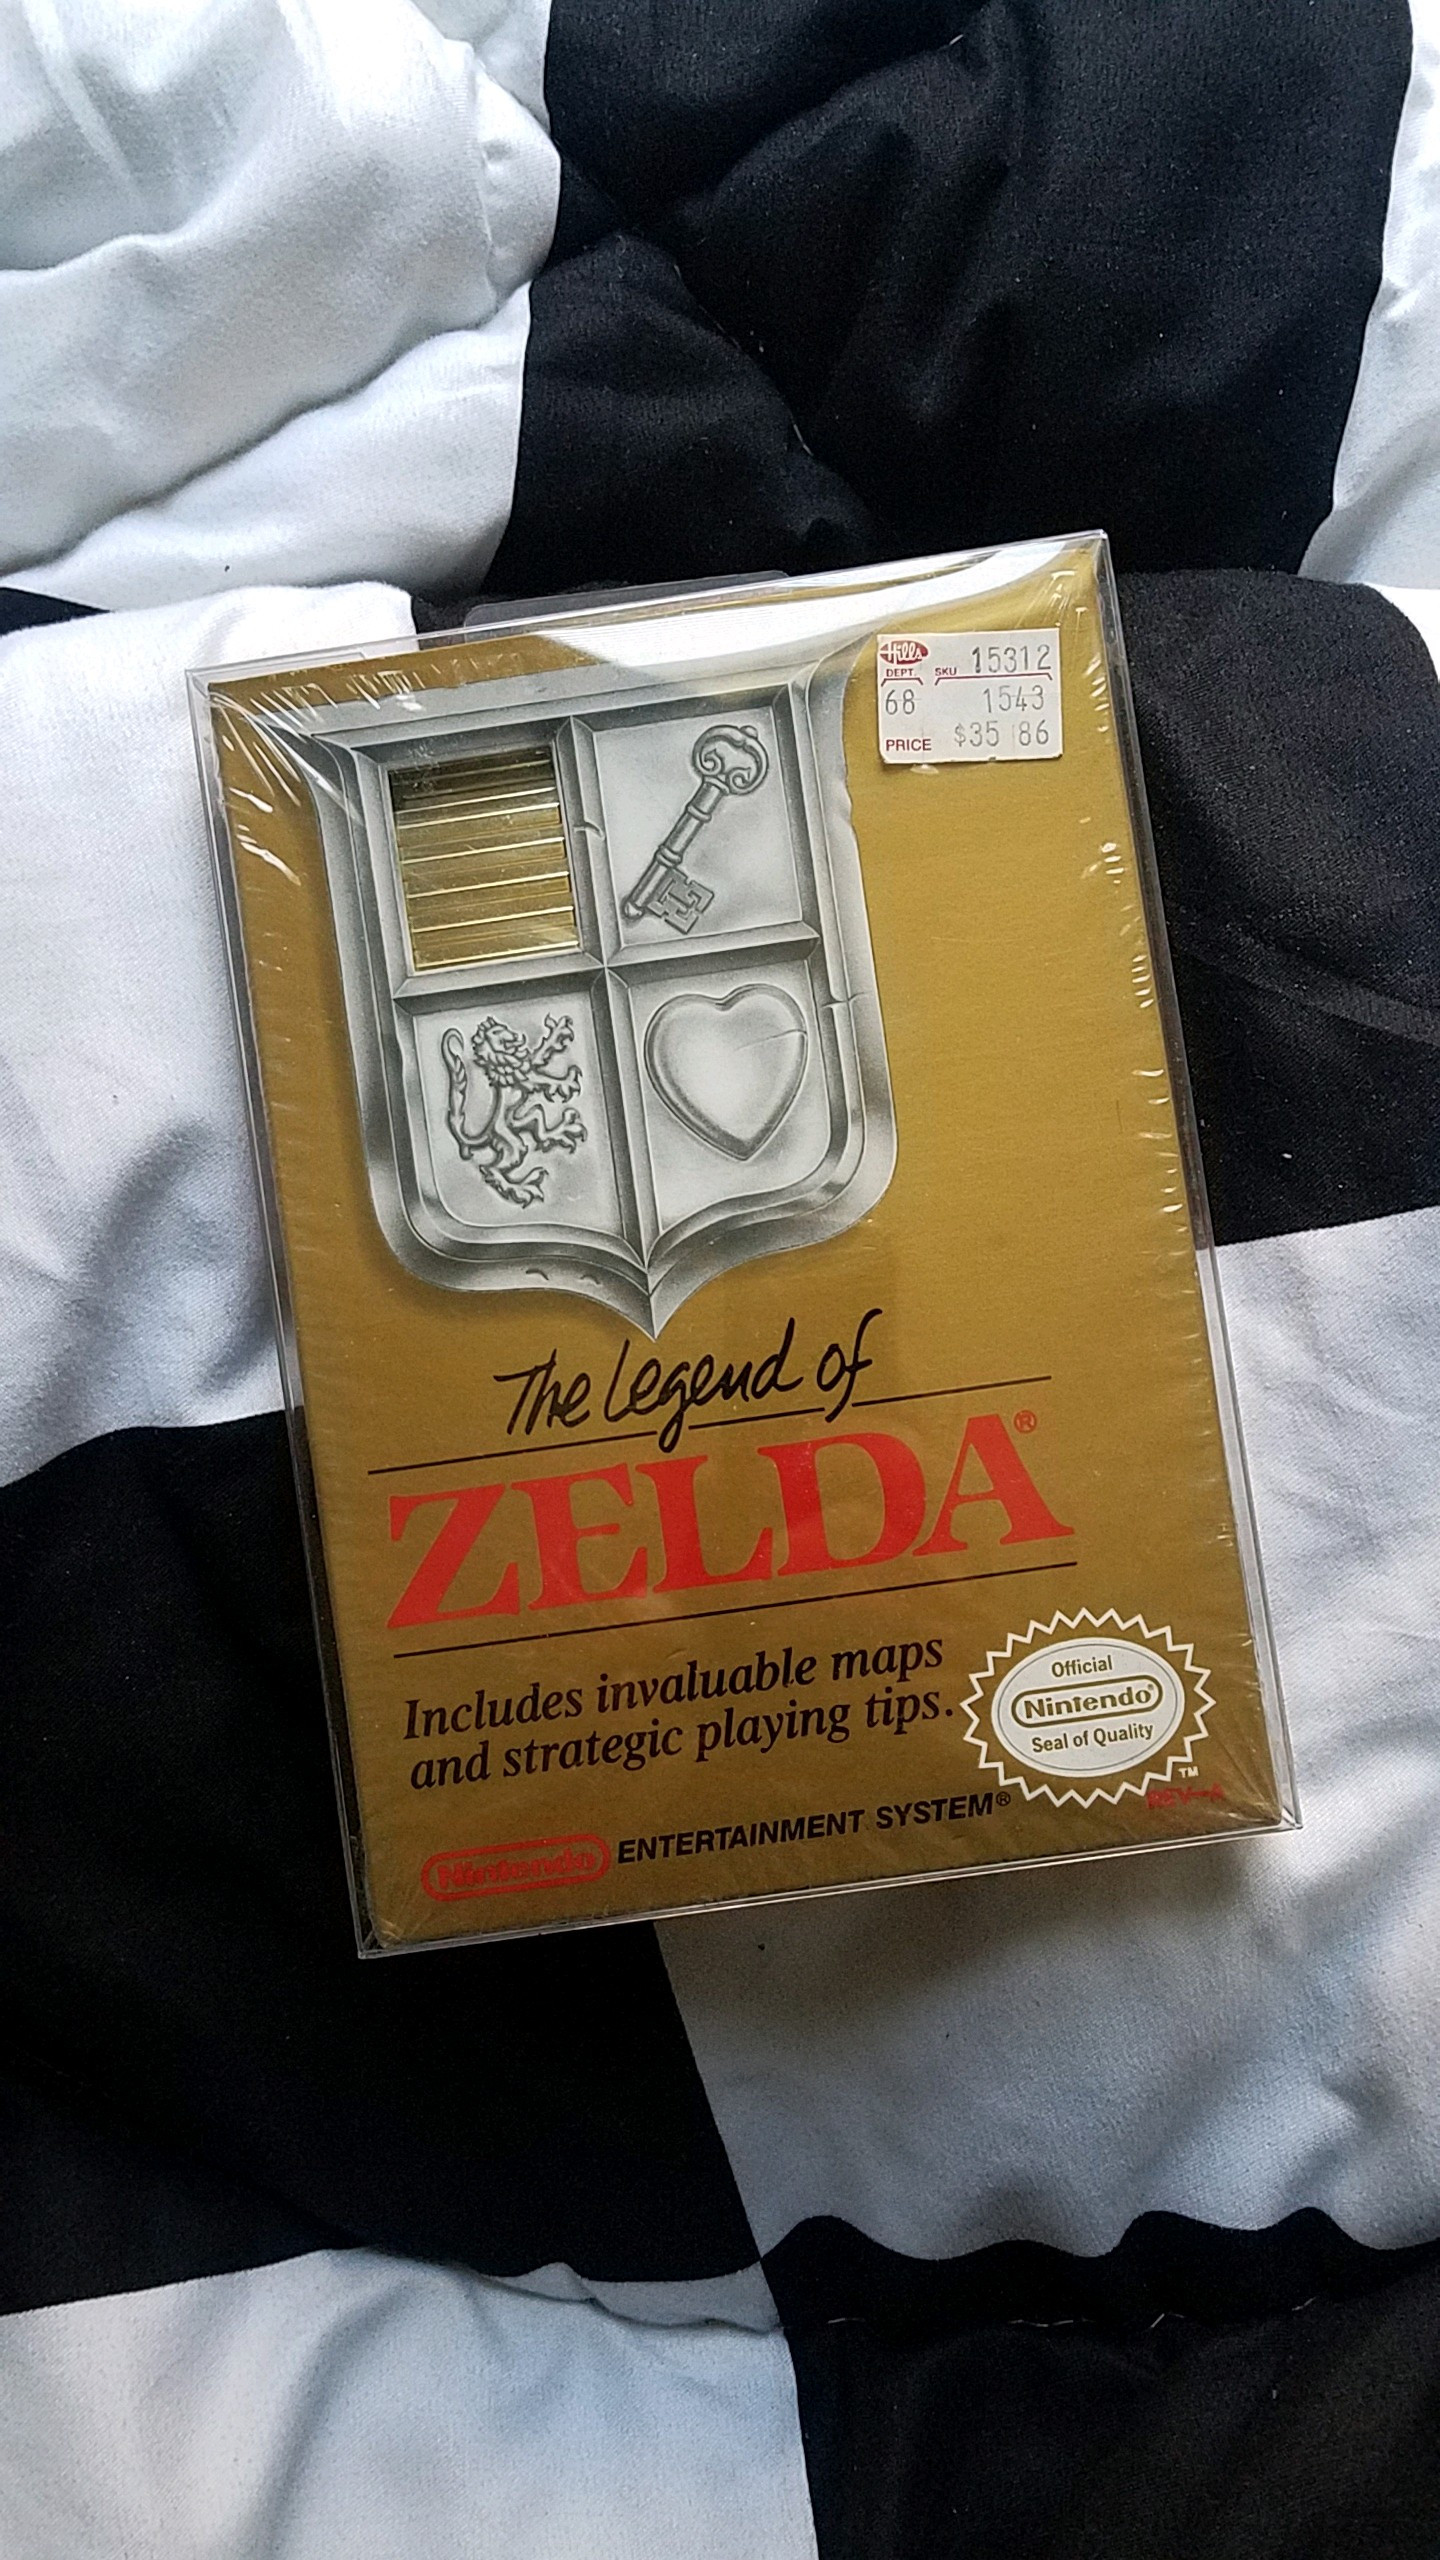 Hills
DEPT. SKU 15312
68 1543
PRICE $35 86
The Legend of
ZELDA®
Includes invaluable maps
and strategic playing tips.
Official
Nintendo®
Seal of Quality
TM
REV-A
Nintendo ENTERTAINMENT SYSTEM®